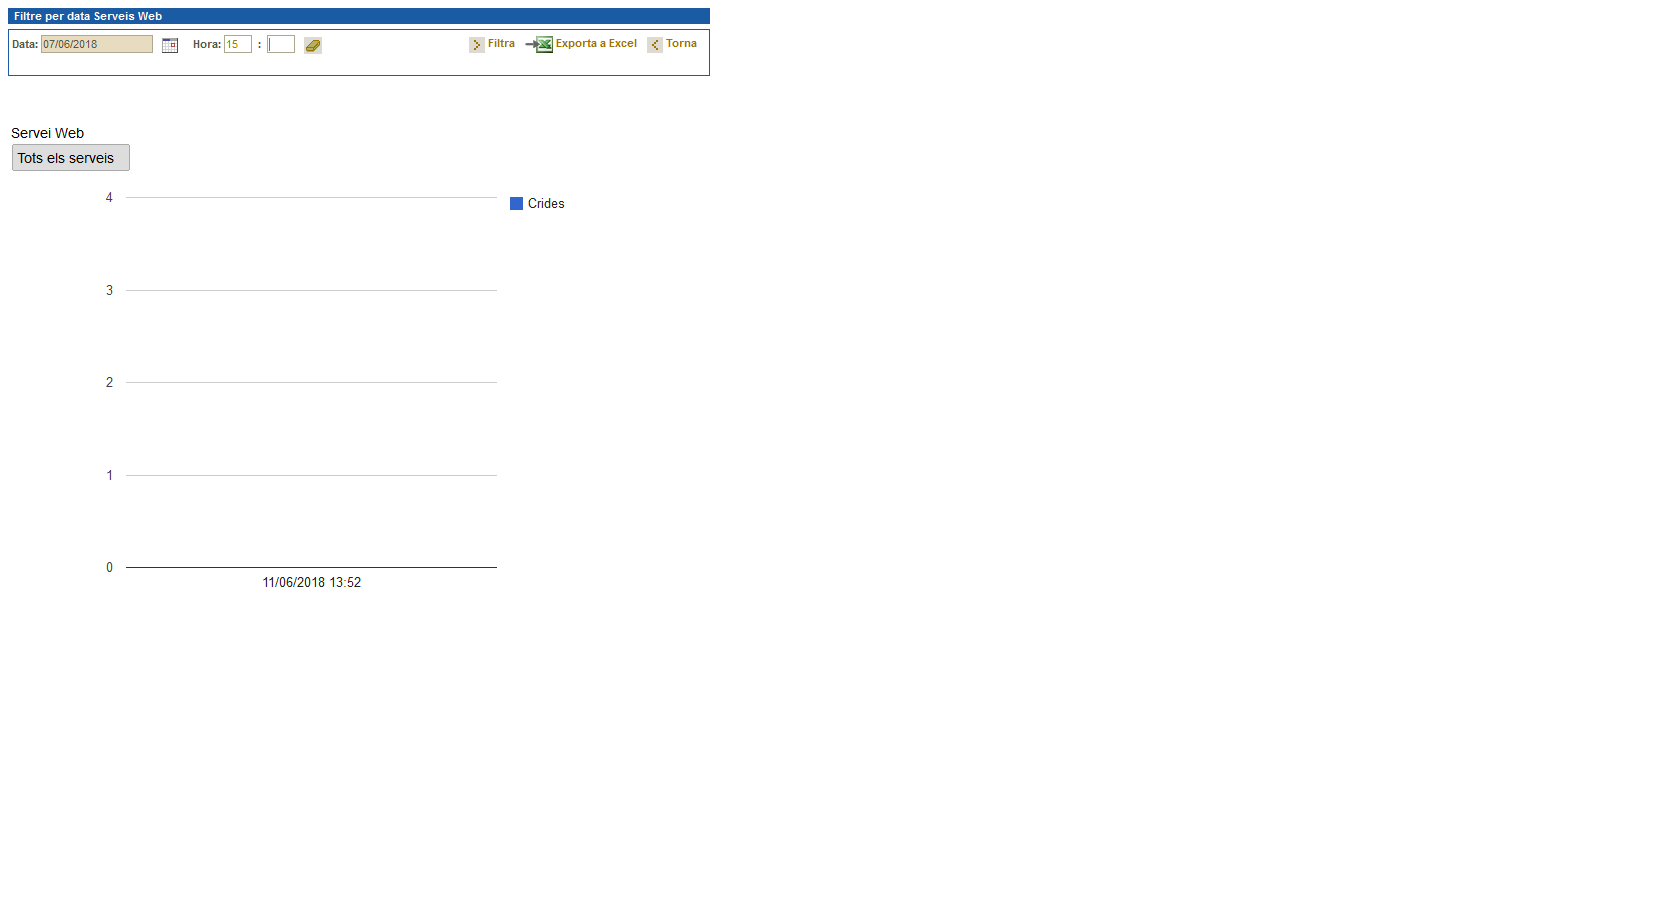 Filtre per data Serveis Web
Data: 07/06/2018 Hora: 15 : Filtra Exporta a Excel Torna
Servei Web
Tots els serveis
4
Crides
3
2
1
0
11/06/2018 13:52